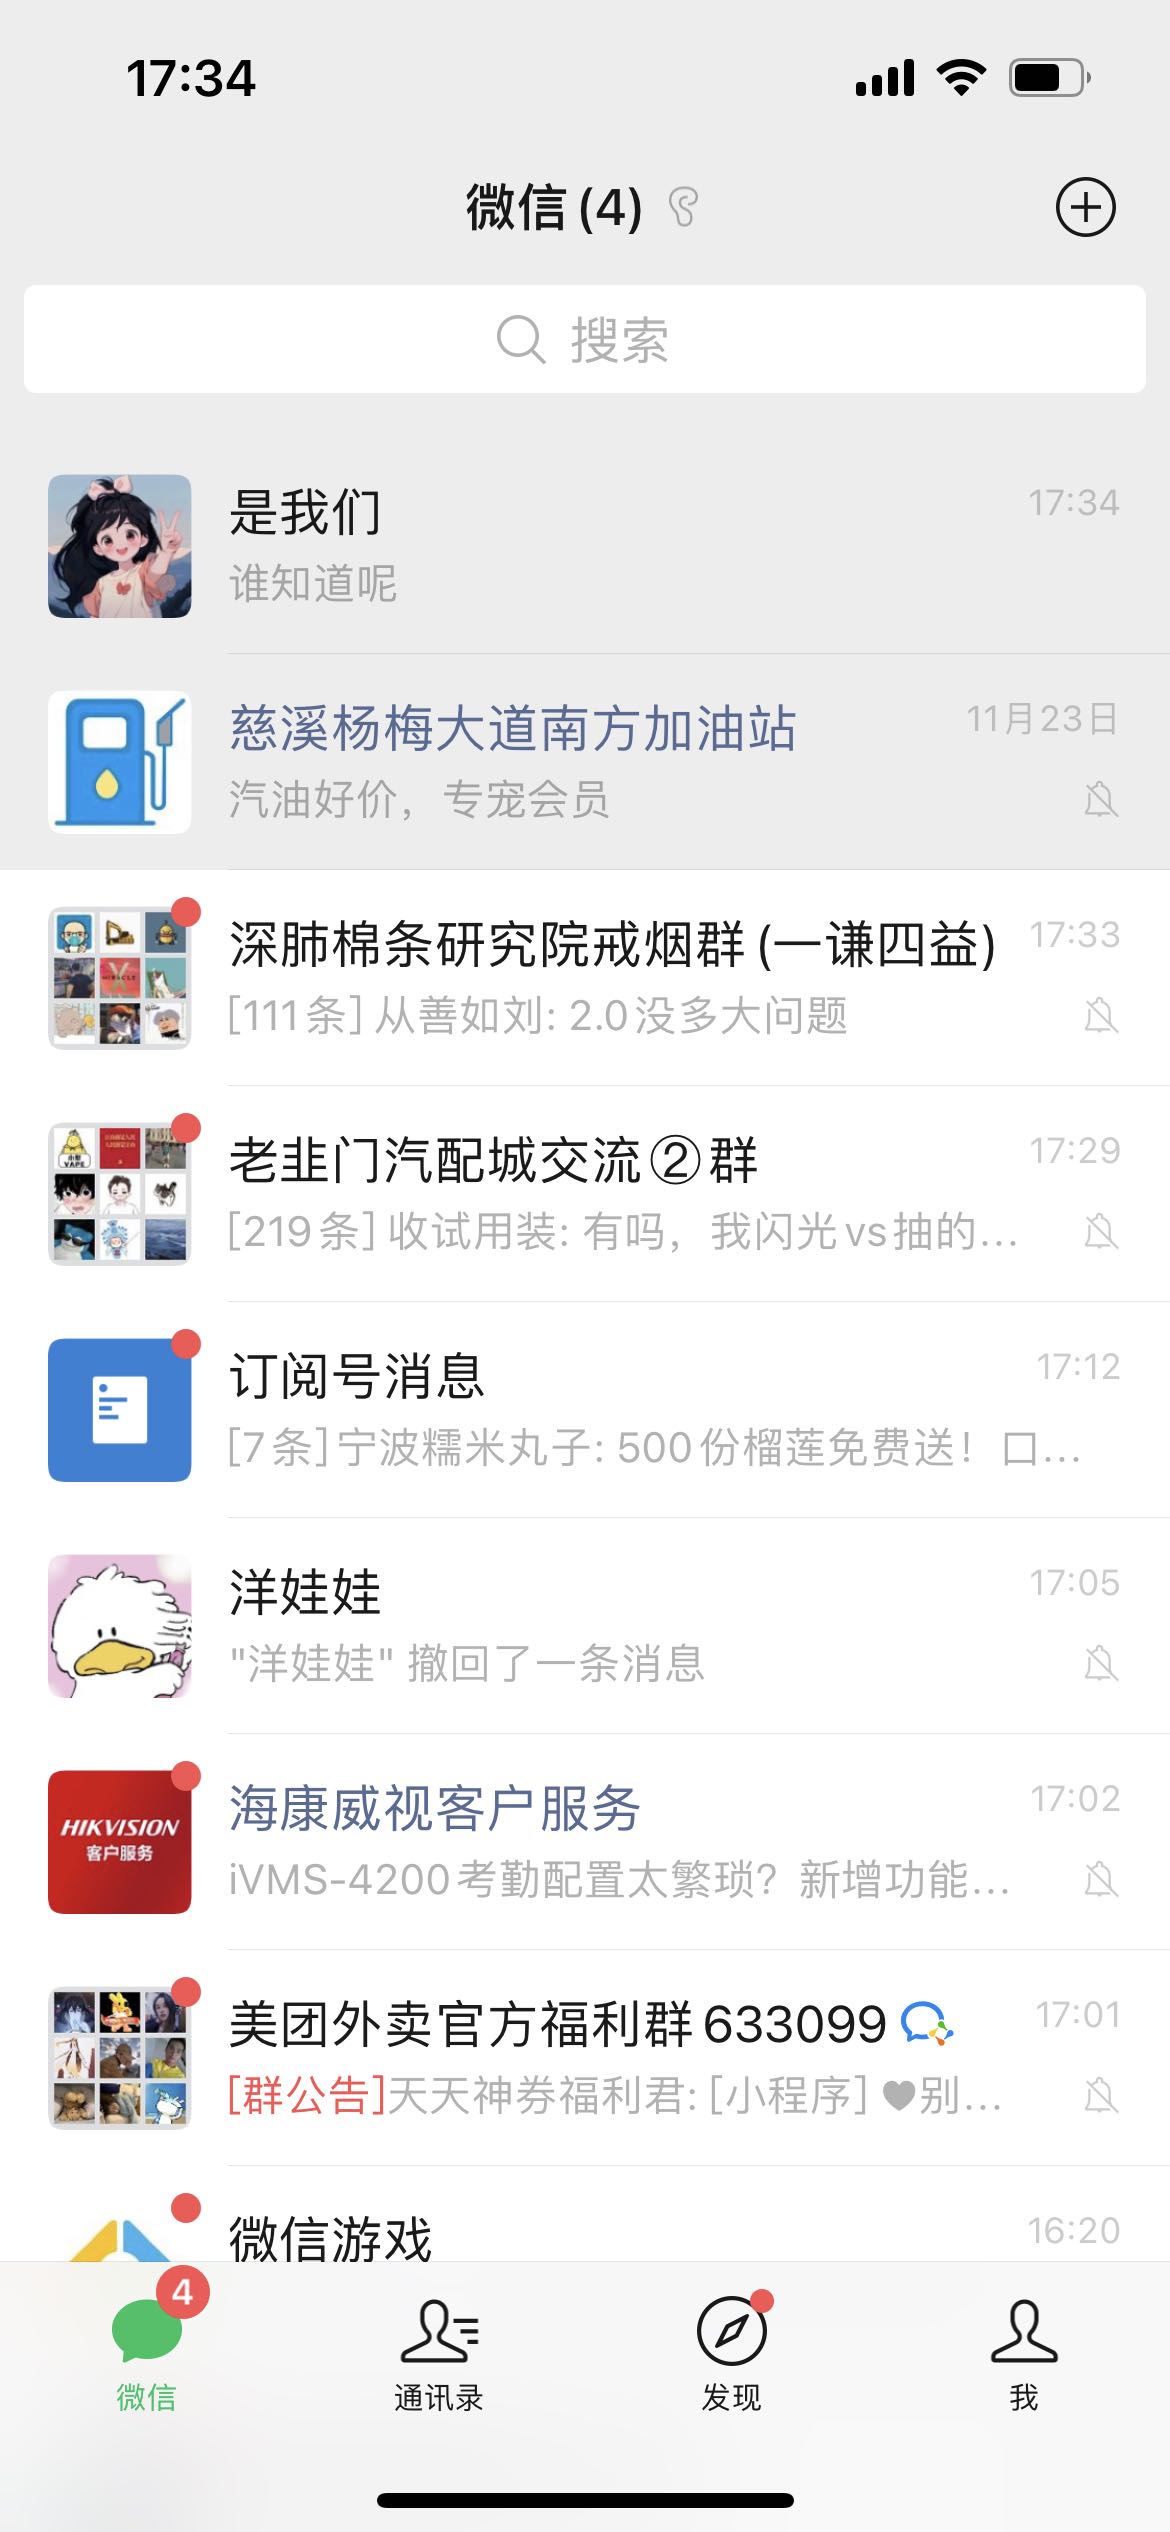 17:34
微信(4)
搜索
是我们
17:34
谁知道呢
慈溪杨梅大道南方加油站
11月23日
汽油好价，专宠会员
深肺棉条研究院戒烟群(一谦四益)
17:33
[111条]从善如刘: 2.0没多大问题
老韭门汽配城交流②群
17:29
[219条]收试用装: 有吗，我闪光vs抽的...
订阅号消息
17:12
[7条]宁波糯米丸子: 500份榴莲免费送！口...
洋娃娃
17:05
"洋娃娃" 撤回了一条消息
HIKVISION
客户服务
海康威视客户服务
17:02
iVMS-4200考勤配置太繁琐？新增功能...
美团外卖官方福利群633099
17:01
[群公告]天天神券福利君: [小程序]♥别...
微信游戏
16:20
4
微信
通讯录
发现
我